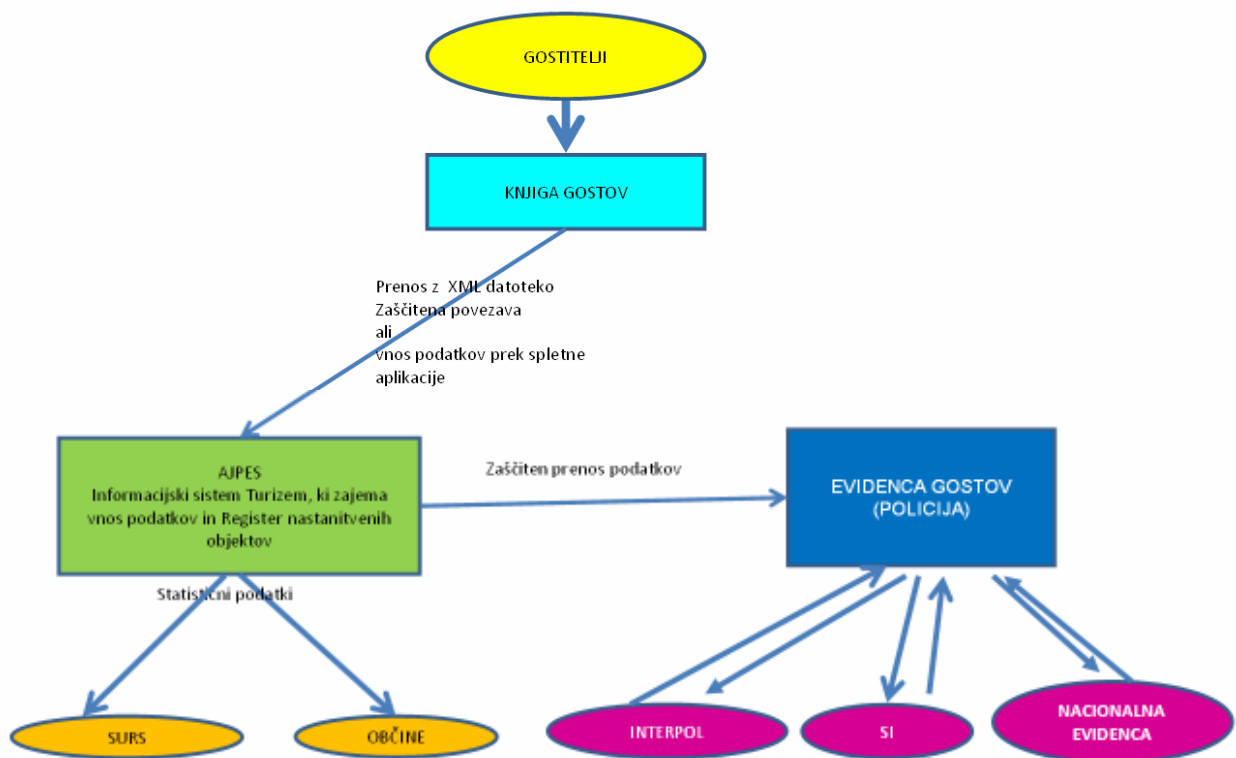 GOSTITELJI
KNJIGA GOSTOV
Prenos z XML datoteko
Zaščitena povezava
ali
vnos podatkov prek spletne
aplikacije
AJPES
Informacijski sistem Turizem, ki zajema
vnos podatkov in Register nastanitvenih
objektov
Zaščiten prenos podatkov
EVIDENCA GOSTOV
(POLICIJA)
Statistični podatki
SURS
OBČINE
INTERPOL
SI
NACIONALNA
EVIDENCA